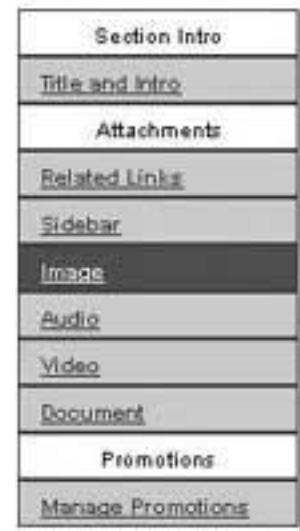 Section Intro
Title and Intro
Attachments
Related Links
Sidebar
Image
Audio
Video
Document
Promotions
Manage Promotions